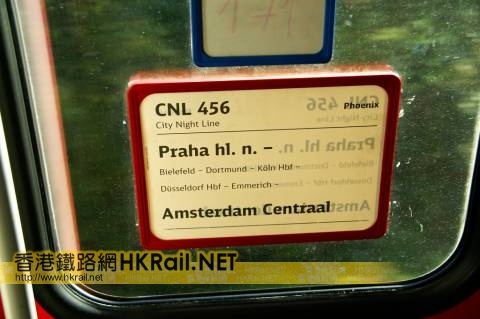 171
CNL 456 Phoenix
City Night Line
Praha hl. n. –
Bielefeld – Dortmund – Köln Hbf –
Düsseldorf Hbf – Emmerich –
Amsterdam Centraal
香港鐵路網HKRail.NET
http://www.hkrail.net